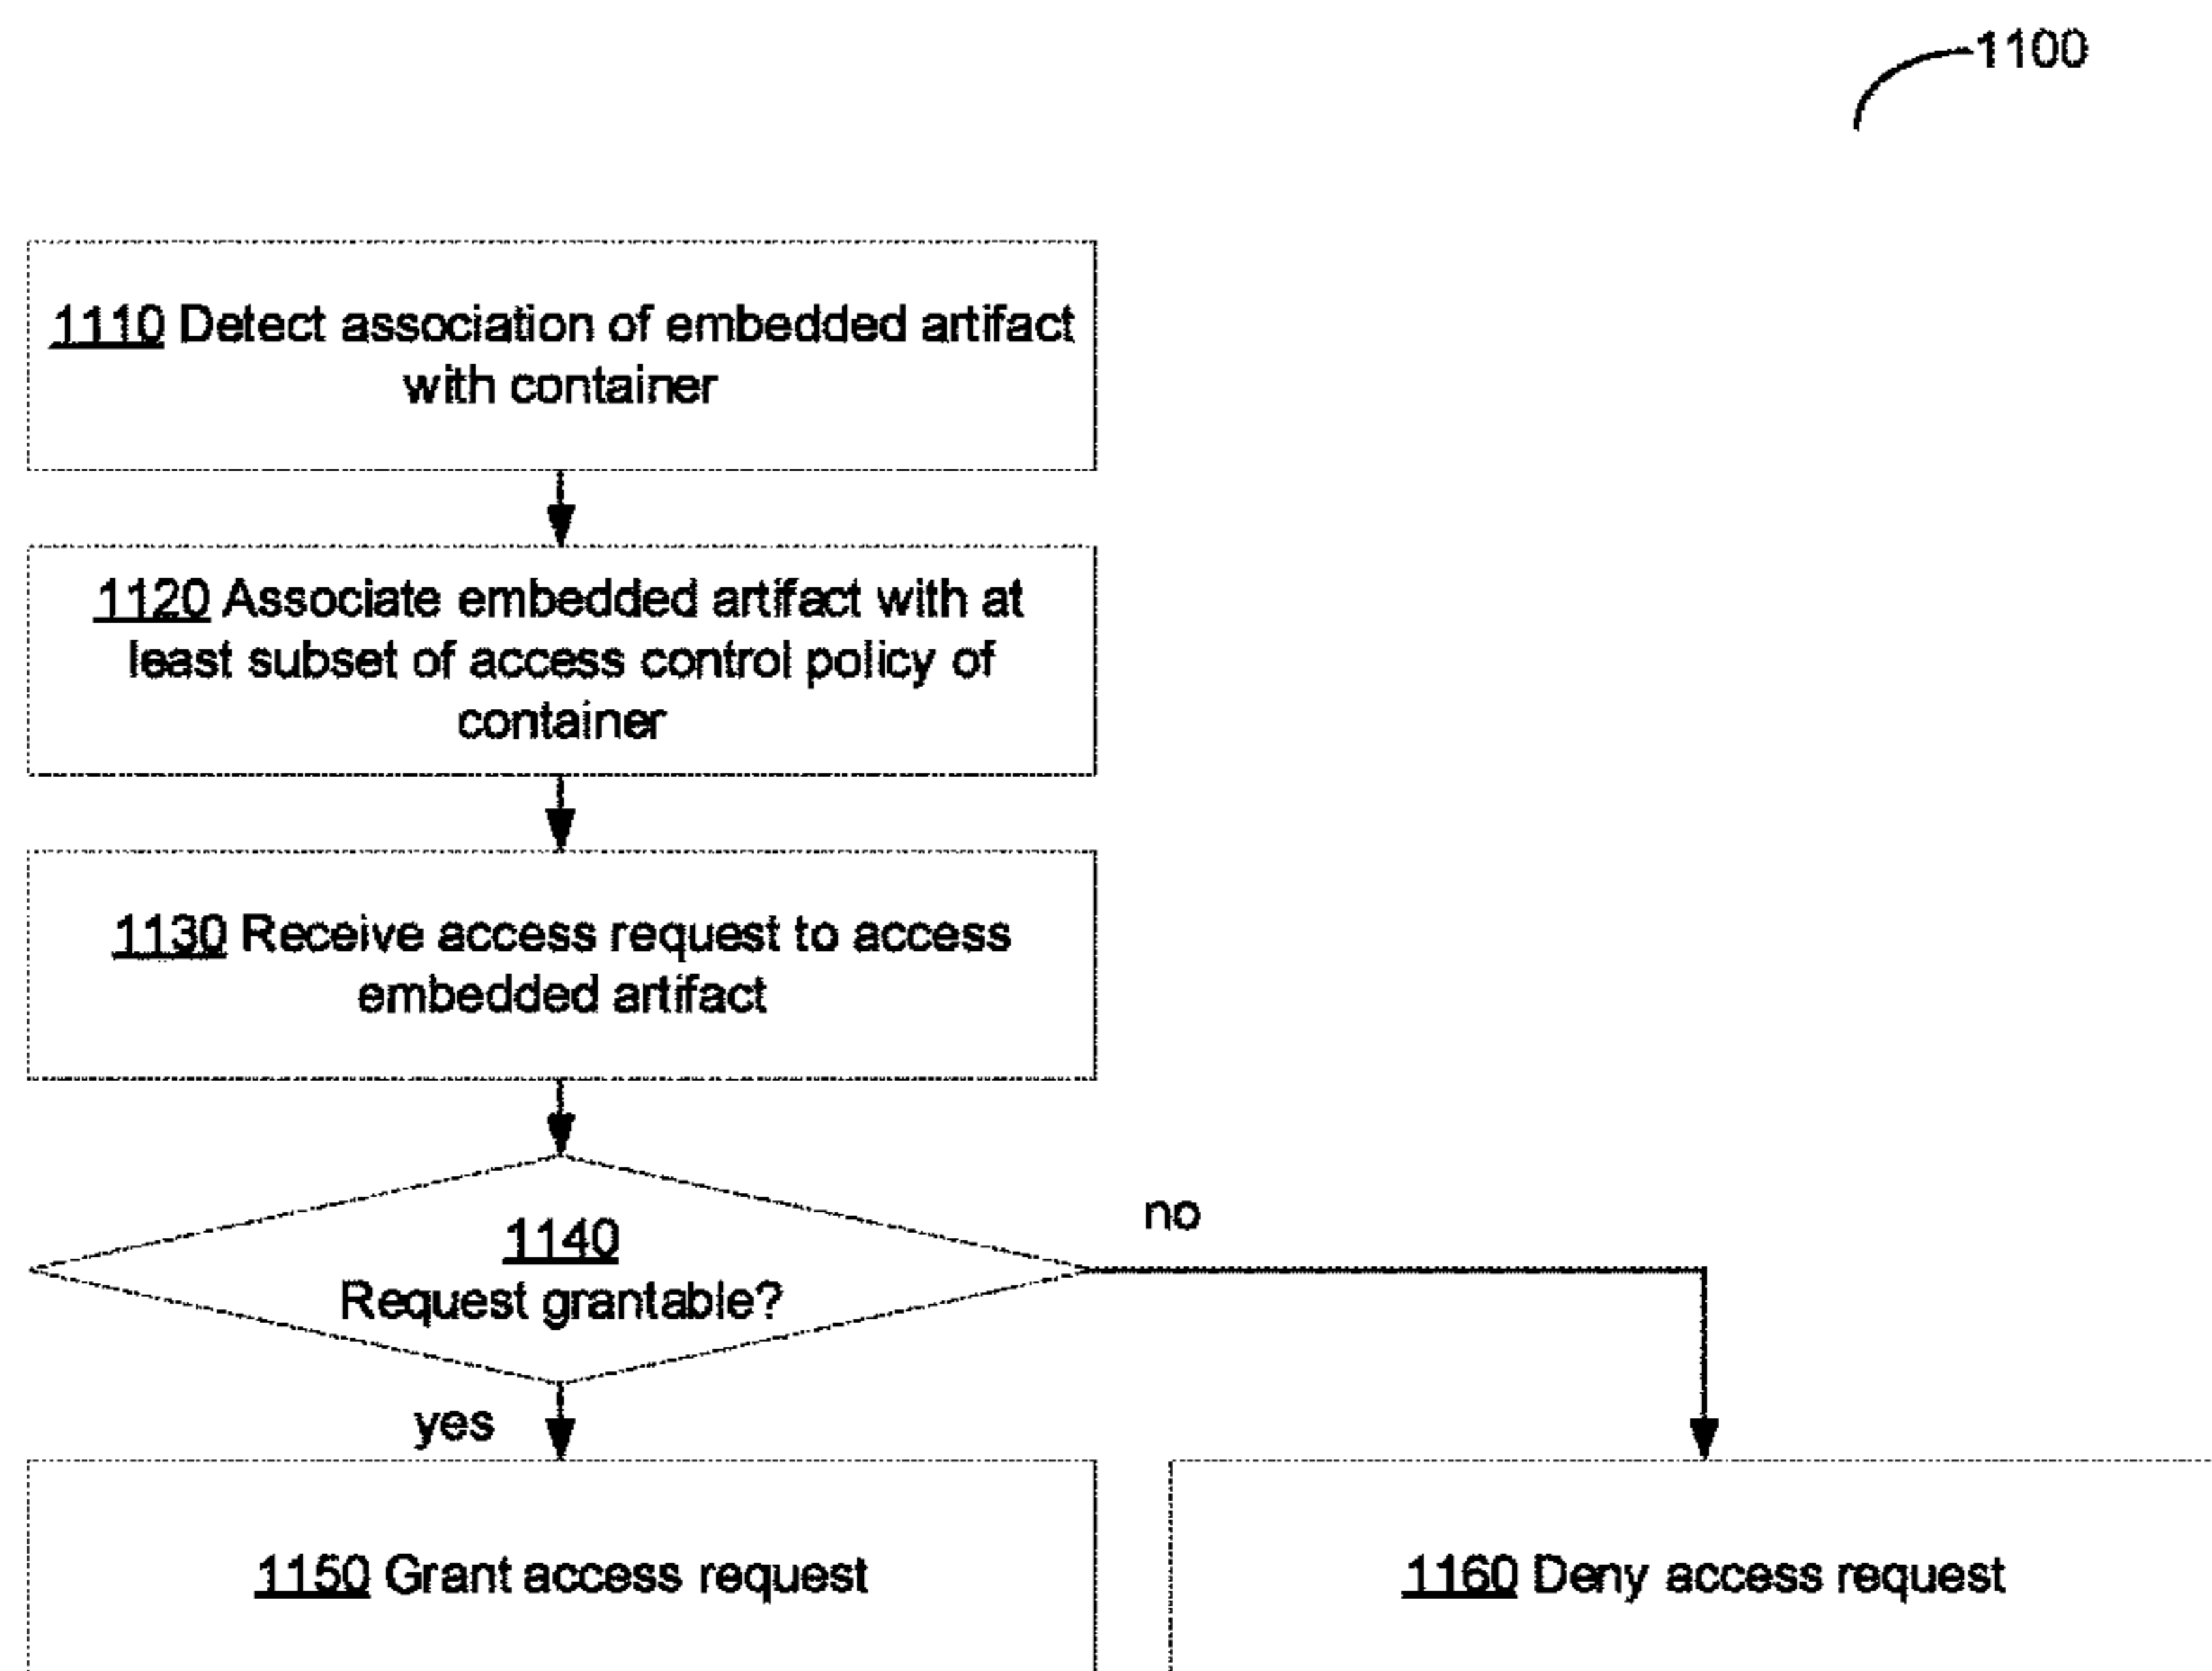 1100
1110 Detect association of embedded artifact
with container
1120 Associate embedded artifact with at
least subset of access control policy of
container
1130 Receive access request to access
embedded artifact
1140
Request grantable?
no
yes
1150 Grant access request
1160 Deny access request